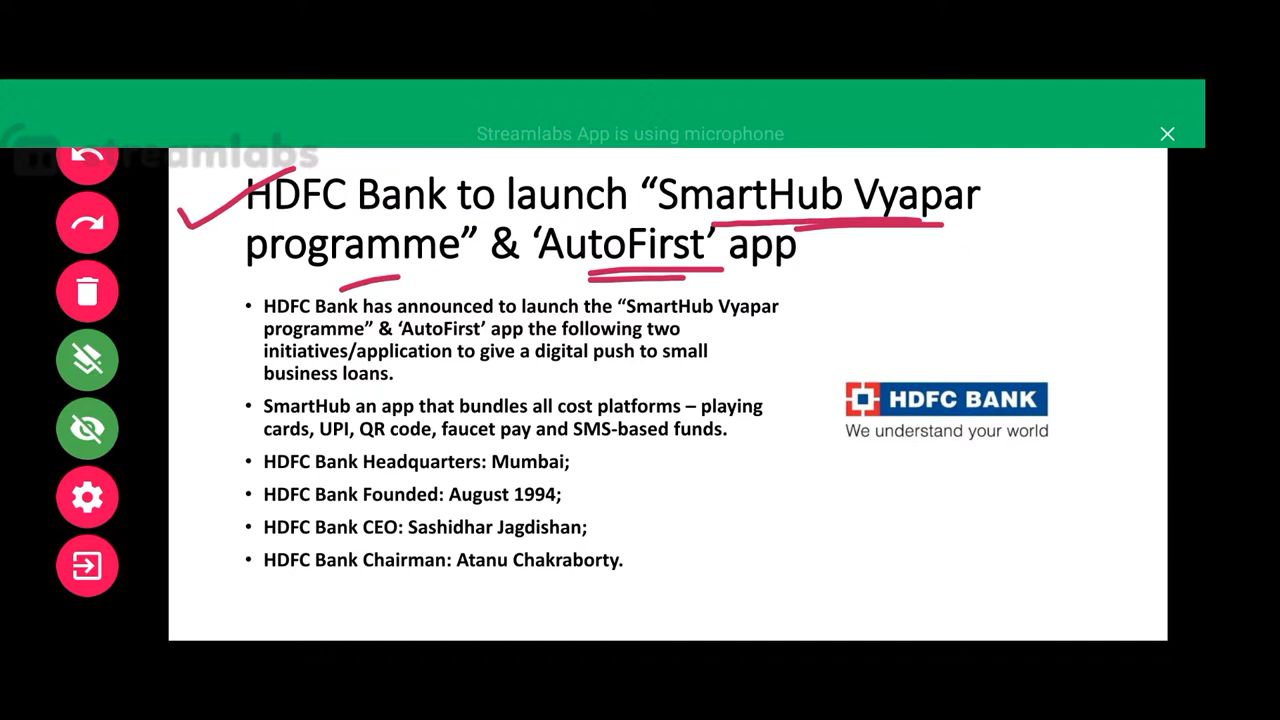 Streamlabs App is using microphone
streamlabs
HDFC Bank to launch “SmartHub Vyapar
programme” & ‘AutoFirst’ app
• HDFC Bank has announced to launch the “SmartHub Vyapar
programme” & ‘AutoFirst’ app the following two
initiatives/application to give a digital push to small
business loans.
• SmartHub an app that bundles all cost platforms – playing
cards, UPI, QR code, faucet pay and SMS-based funds.
• HDFC Bank Headquarters: Mumbai;
• HDFC Bank Founded: August 1994;
• HDFC Bank CEO: Sashidhar Jagdishan;
• HDFC Bank Chairman: Atanu Chakraborty.
HDFC BANK
We understand your world